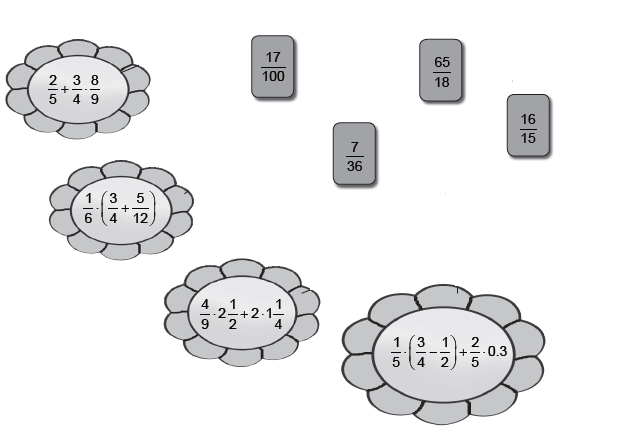 17/100
65/18
2/5 + 3/4 · 8/9
16/15
7/36
1/6 · (3/4 + 5/12)
4/9 · 2 1/2 + 2 · 1 1/4
1/5 · (3/4 − 1/2) + 2/5 · 0.3